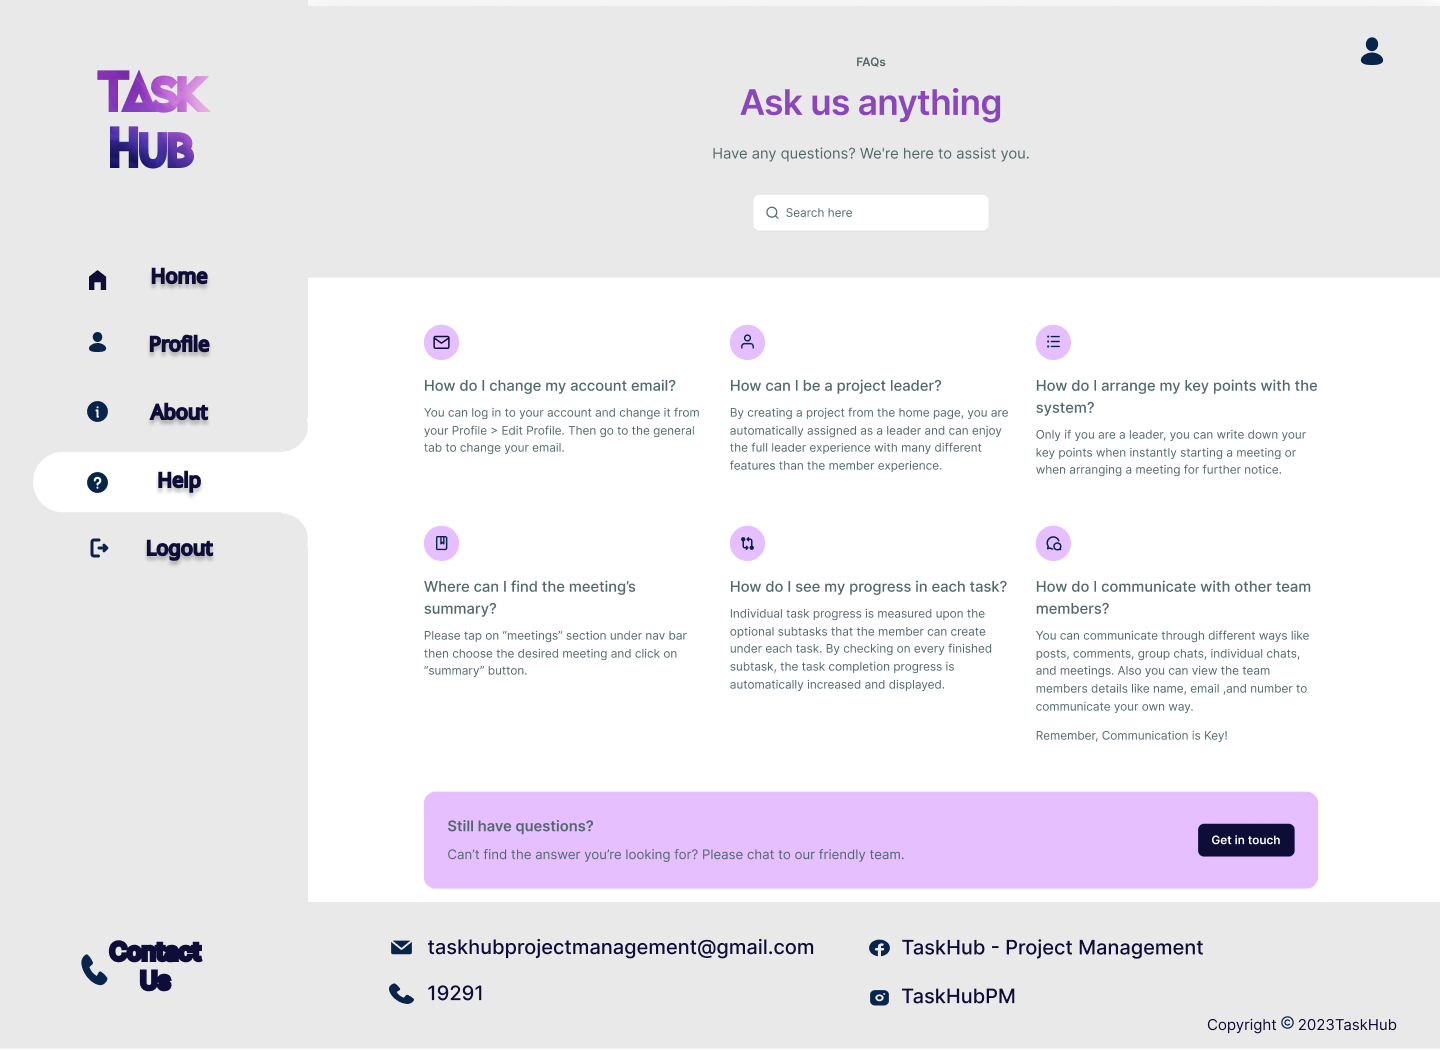 TASK
HUB
Home
Profile
About
Help
Logout
FAQs
Ask us anything
Have any questions? We're here to assist you.
Search here
How do I change my account email?
You can log in to your account and change it from
your Profile > Edit Profile. Then go to the general
tab to change your email.
How can I be a project leader?
By creating a project from the home page, you are
automatically assigned as a leader and can enjoy
the full leader experience with many different
features than the member experience.
How do I arrange my key points with the
system?
Only if you are a leader, you can write down your
key points when instantly starting a meeting or
when arranging a meeting for further notice.
Where can I find the meeting’s
summary?
Please tap on “meetings” section under nav bar
then choose the desired meeting and click on
“summary” button.
How do I see my progress in each task?
Individual task progress is measured upon the
optional subtasks that the member can create
under each task. By checking on every finished
subtask, the task completion progress is
automatically increased and displayed.
How do I communicate with other team
members?
You can communicate through different ways like
posts, comments, group chats, individual chats,
and meetings. Also you can view the team
members details like name, email ,and number to
communicate your own way.
Remember, Communication is Key!
Still have questions?
Can’t find the answer you’re looking for? Please chat to our friendly team.
Get in touch
Contact
Us
taskhubprojectmanagement@gmail.com
19291
TaskHub - Project Management
TaskHubPM
Copyright © 2023TaskHub